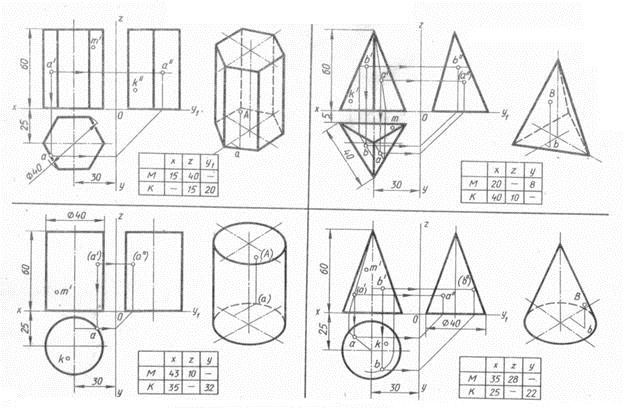 z
60
a'
m'
k''
a''
x
0
y₁
25
a
Ø40
30
y
A
a
x z y₁
M 15 40 –
K – 15 20
z
60
b'
a'
k'
b''
(a'')
x
0
y₁
5
m
b
a
40
30
y
B
b
x z y
M 20 – 8
K 40 10 –
Ø40
z
60
(a')
(a'')
m'
x
0
y₁
25
a
k
30
y
(A)
(a)
x z y
M 43 10 –
K 35 – 32
z
60
m'
(a')
b'
a''
(b'')
x
0
y₁
Ø40
25
a
k
b
30
y
B
b
x z y
M 35 28 –
K 25 – 22